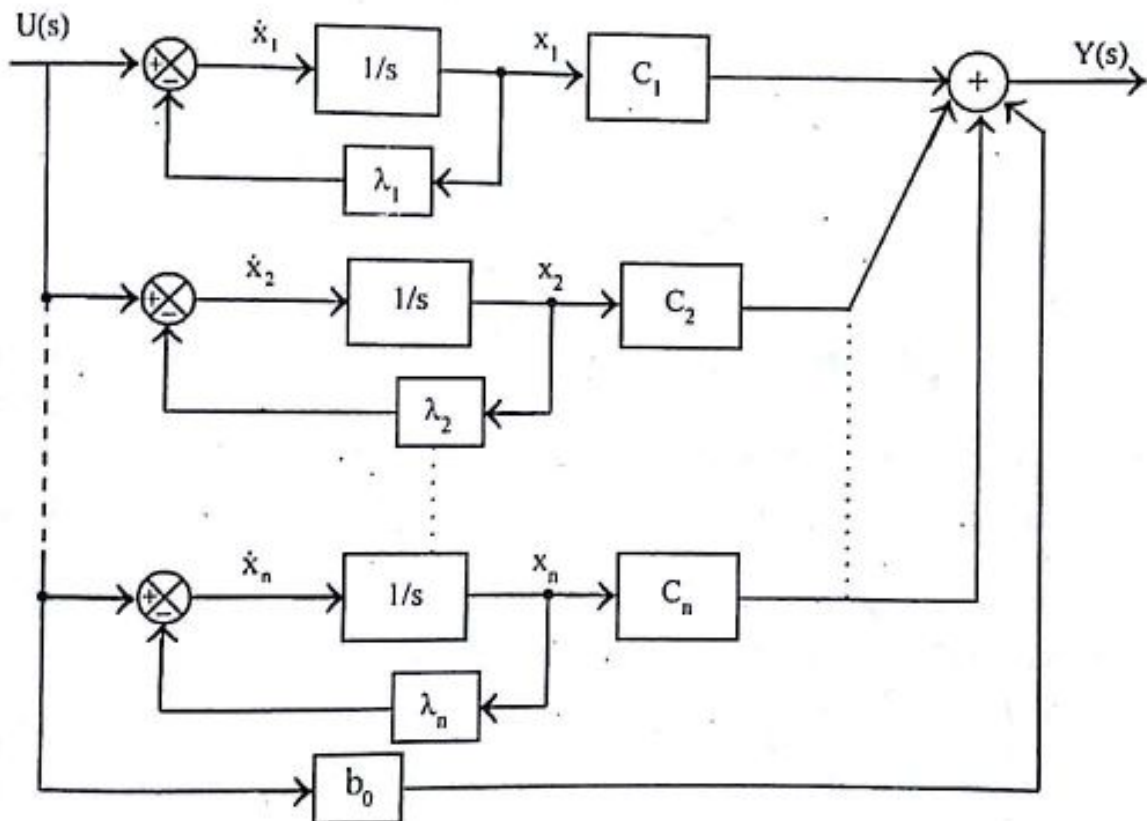 U(s) + − ẋ₁ 1/s x₁ C₁ + Y(s)
λ₁
+ − ẋ₂ 1/s x₂ C₂
λ₂
+ − ẋₙ 1/s xₙ Cₙ
λₙ
b₀